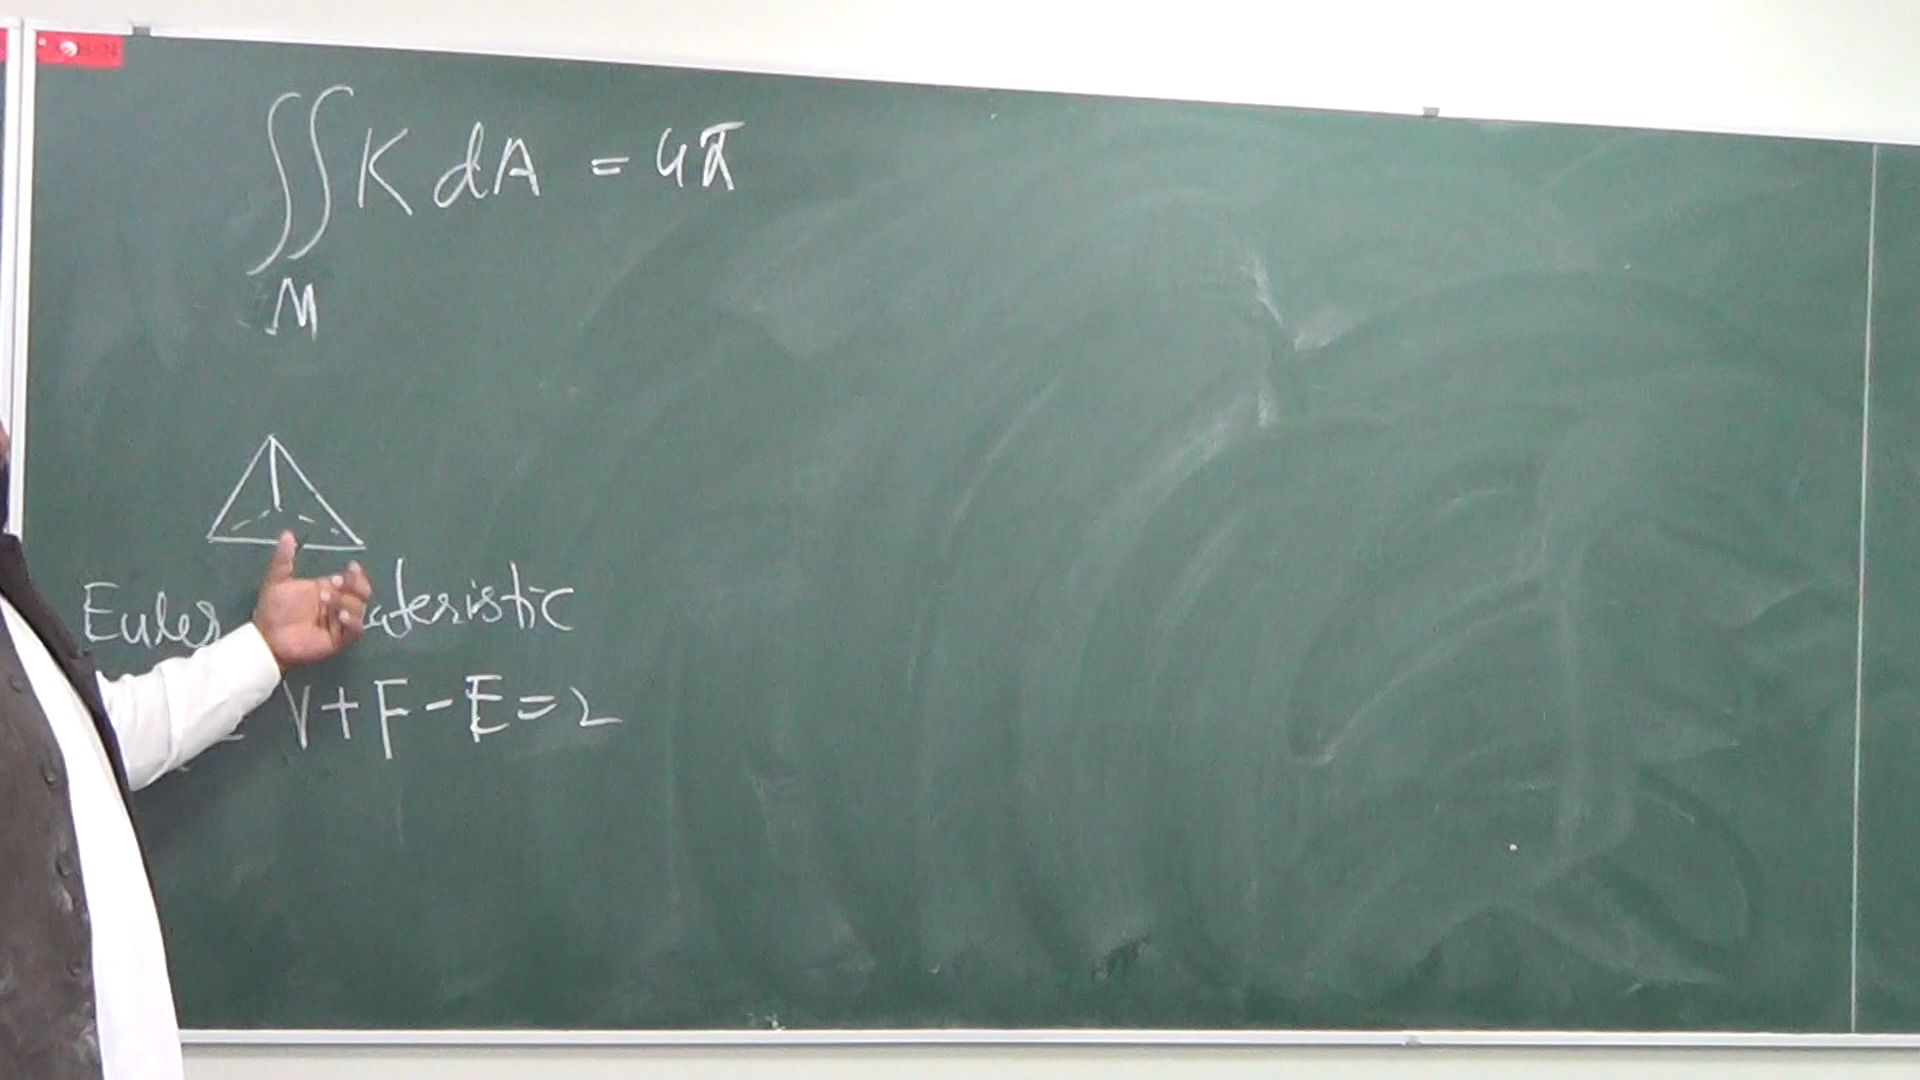 ∬ K dA = 4π
M
Euler
V + F - E = 2